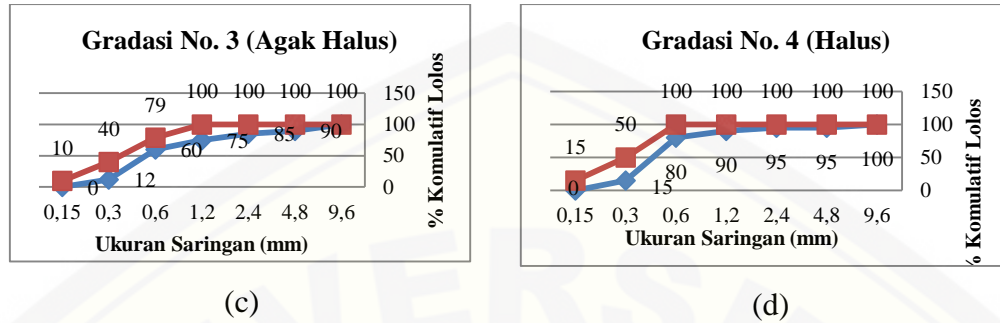 Gradasi No. 3 (Agak Halus)
100 100 100 100
79
40
10
90
85
75
60
12
0
150
100
50
0
% Komulatif Lolos
0,15 0,3 0,6 1,2 2,4 4,8 9,6
Ukuran Saringan (mm)
(c)
Gradasi No. 4 (Halus)
100 100 100 100 100
50
15
100
95
95
90
80
15
0
150
100
50
0
% Komulatif Lolos
0,15 0,3 0,6 1,2 2,4 4,8 9,6
Ukuran Saringan (mm)
(d)